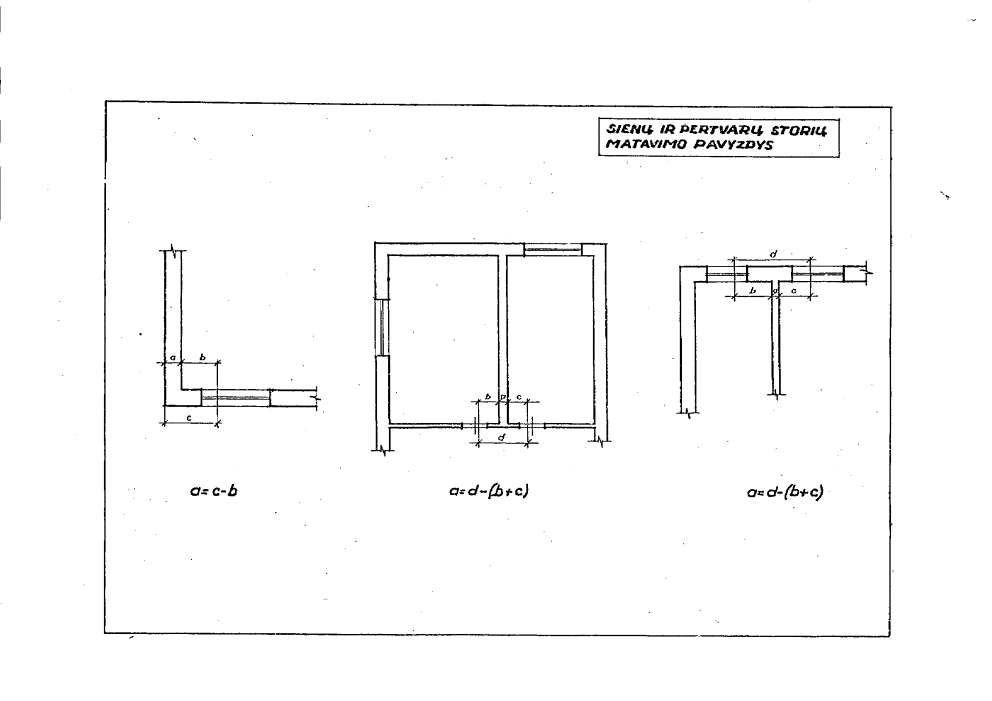 SIENŲ IR PERTVARŲ STORIŲ
MATAVIMO PAVYZDYS
d
b a c
a b
c
b a c
d
a=c-b
a=d-(b+c)
a=d-(b+c)